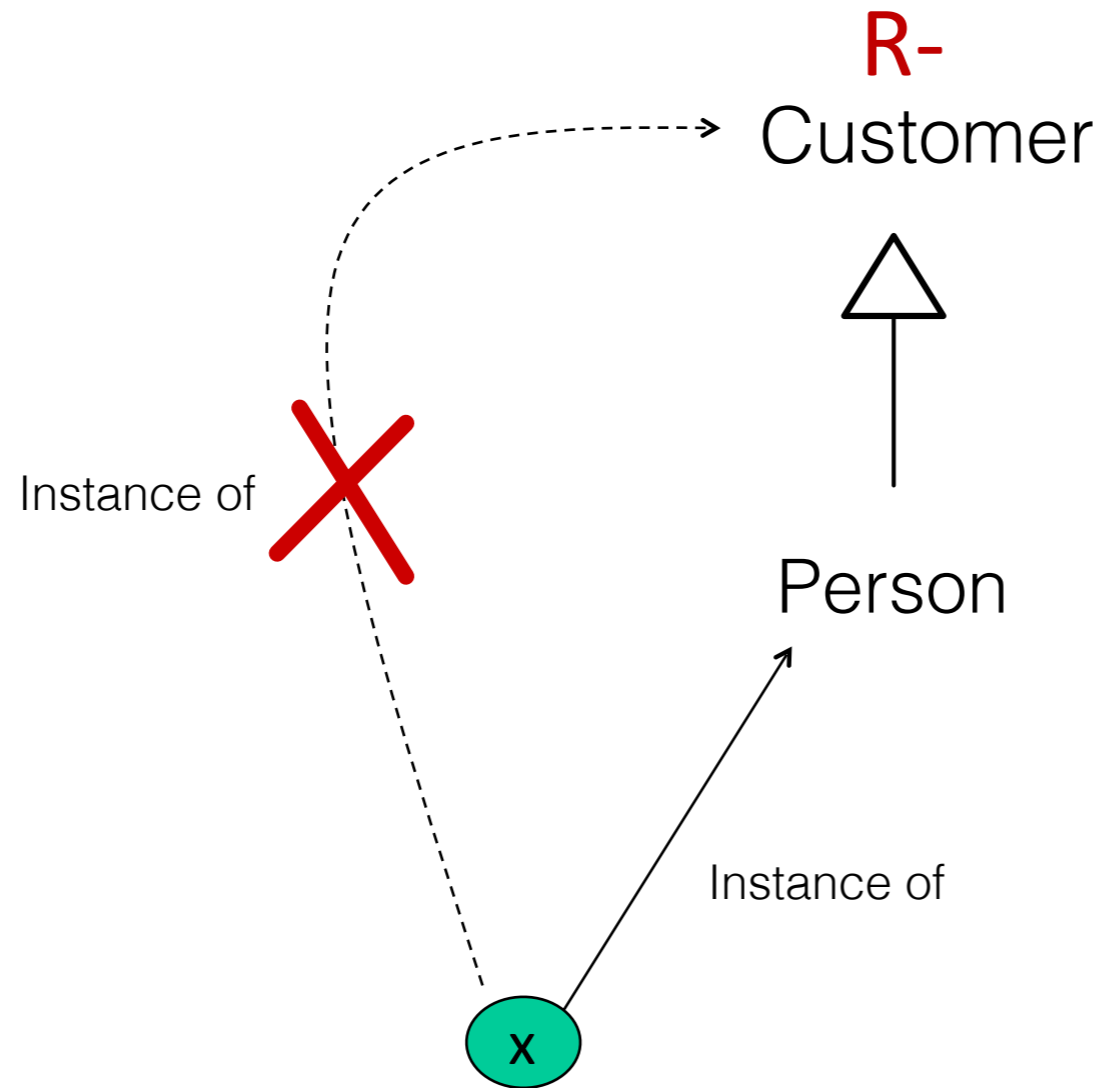 R-
Customer
Instance of
Person
Instance of
x